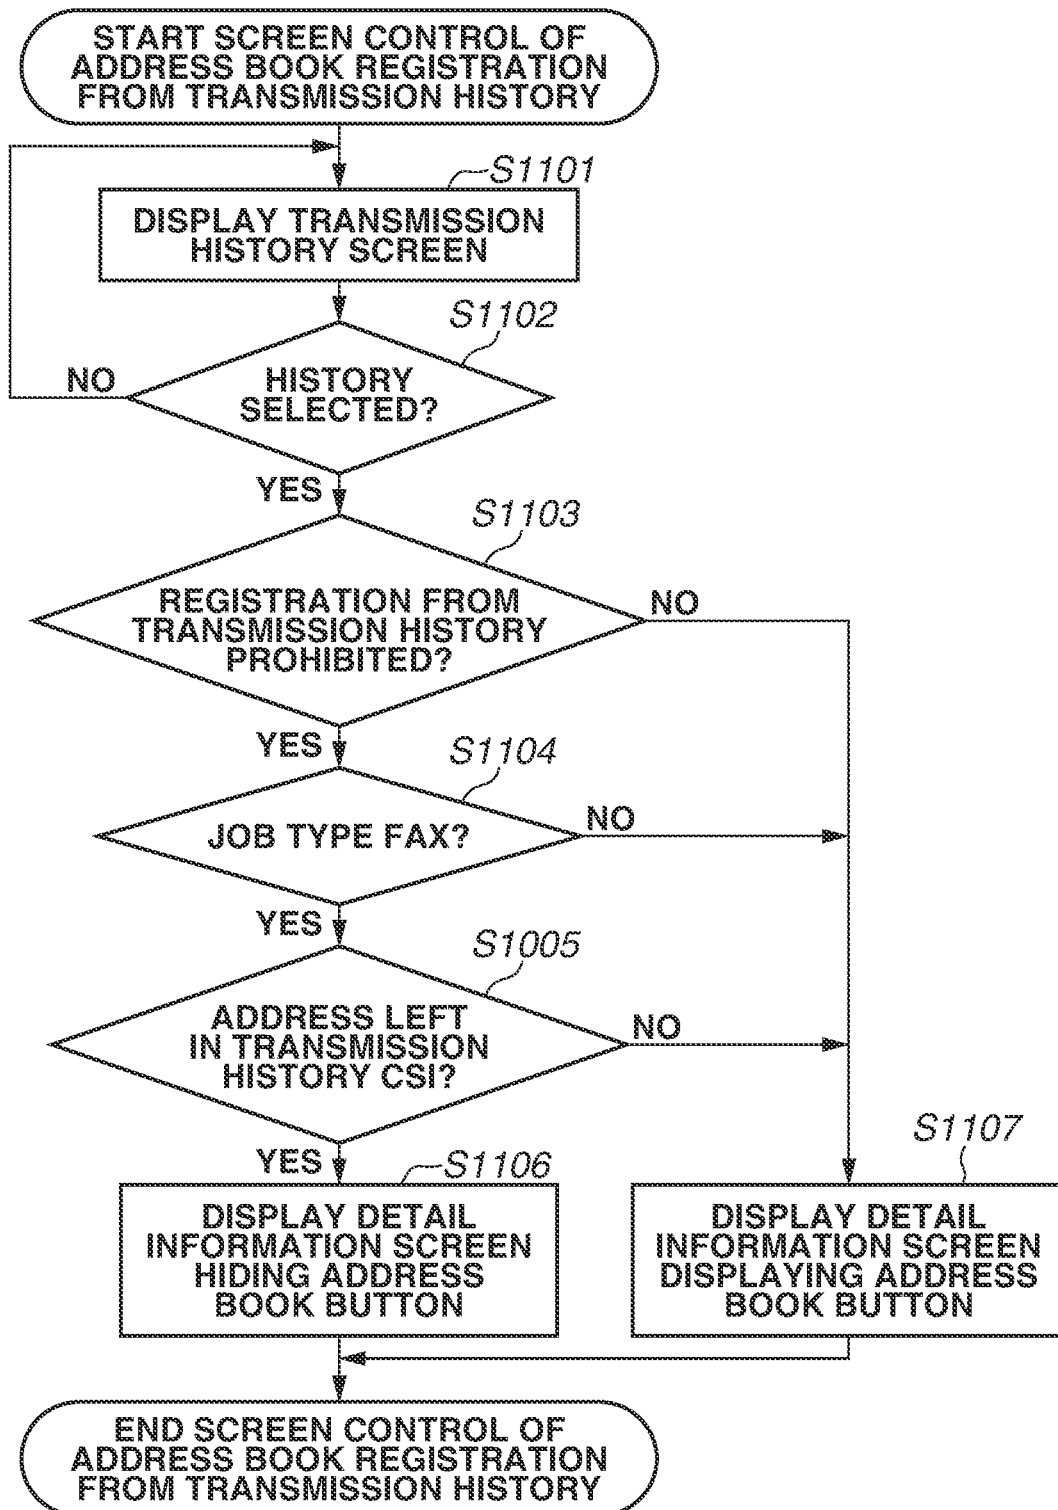 START SCREEN CONTROL OF
ADDRESS BOOK REGISTRATION
FROM TRANSMISSION HISTORY
S1101
DISPLAY TRANSMISSION
HISTORY SCREEN
S1102
NO
HISTORY
SELECTED?
YES
S1103
REGISTRATION FROM
TRANSMISSION HISTORY
PROHIBITED?
NO
YES
S1104
JOB TYPE FAX?
NO
YES
S1005
ADDRESS LEFT
IN TRANSMISSION
HISTORY CSI?
NO
YES
S1106
DISPLAY DETAIL
INFORMATION SCREEN
HIDING ADDRESS
BOOK BUTTON
S1107
DISPLAY DETAIL
INFORMATION SCREEN
DISPLAYING ADDRESS
BOOK BUTTON
END SCREEN CONTROL OF
ADDRESS BOOK REGISTRATION
FROM TRANSMISSION HISTORY